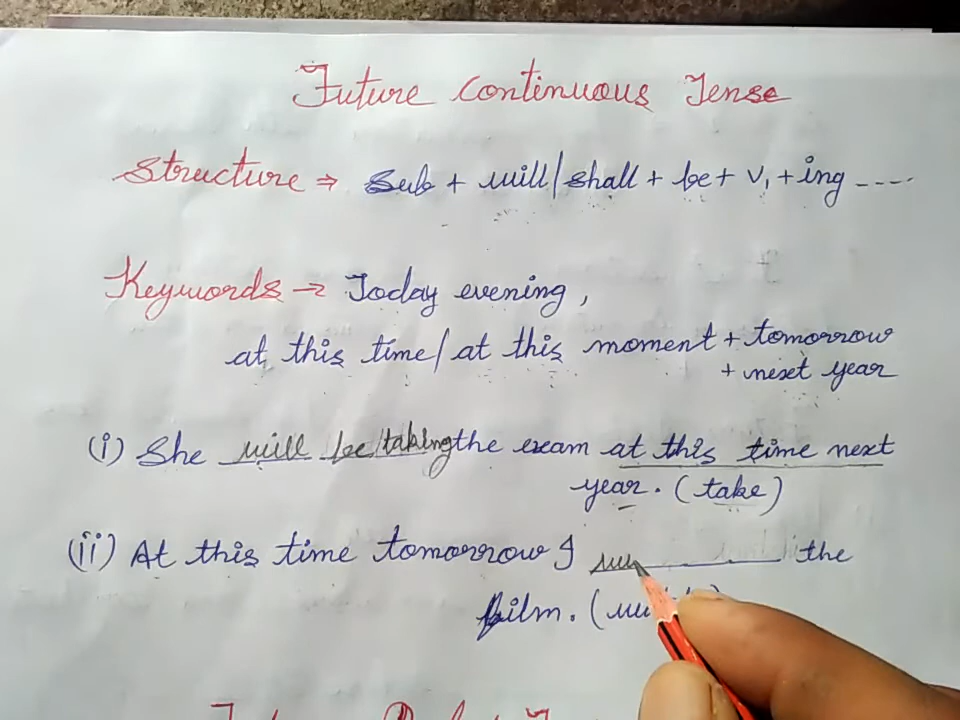 Future Continuous Tense
Structure ⇒ Sub + will/shall + be + V₁ + ing ----
Keywords → Today evening,
at this time/at this moment + tomorrow
+ next year
(i) She will be taking the exam at this time next
year. (take)
(ii) At this time tomorrow I the
film. (